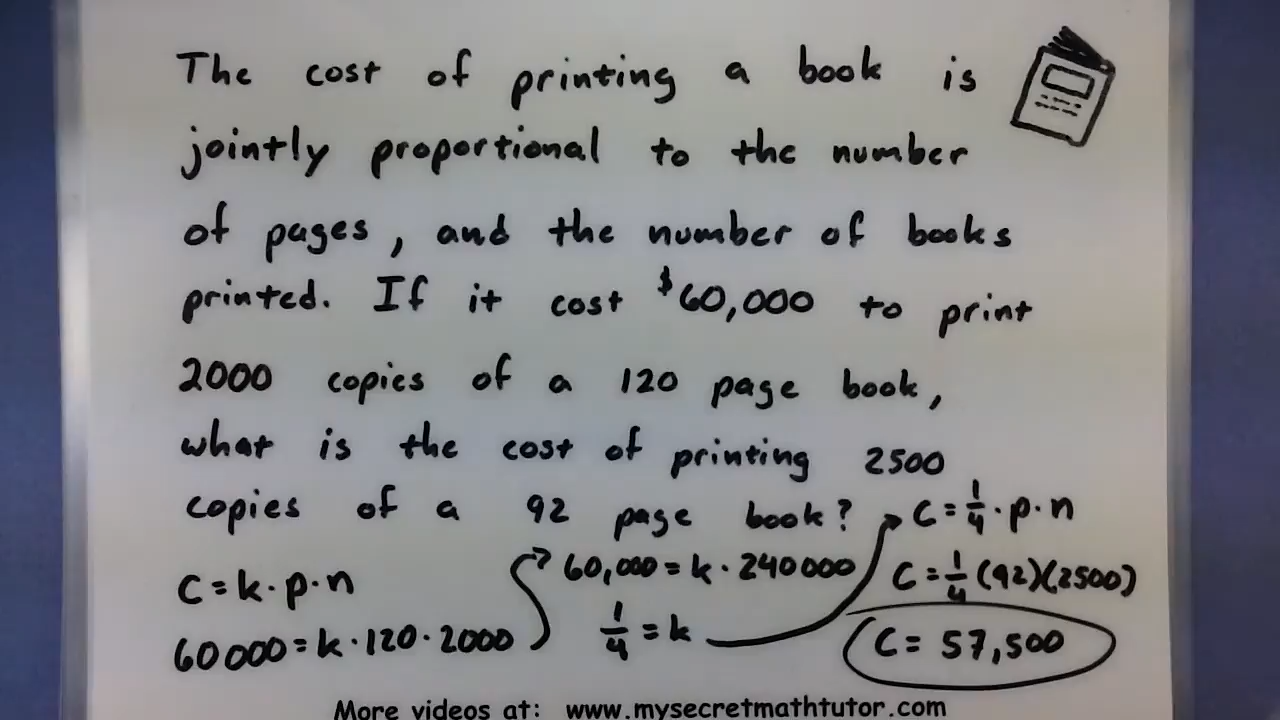 The cost of printing a book is
jointly proportional to the number
of pages, and the number of books
printed. If it cost $60,000 to print
2000 copies of a 120 page book,
what is the cost of printing 2500
copies of a 92 page book?
C = k · p · n
60000 = k · 120 · 2000
60,000 = k · 240000
1/4 = k
C = 1/4 · p · n
C = 1/4 (92)(2500)
C = 57,500
More videos at: www.mysecretmathtutor.com